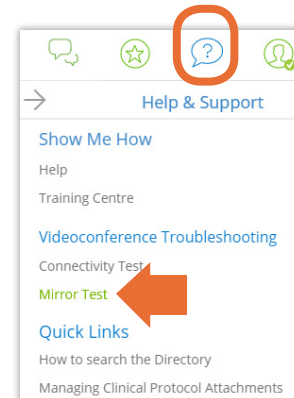 Help & Support
Show Me How
Help
Training Centre
Videoconference Troubleshooting
Connectivity Test
Mirror Test
Quick Links
How to search the Directory
Managing Clinical Protocol Attachments